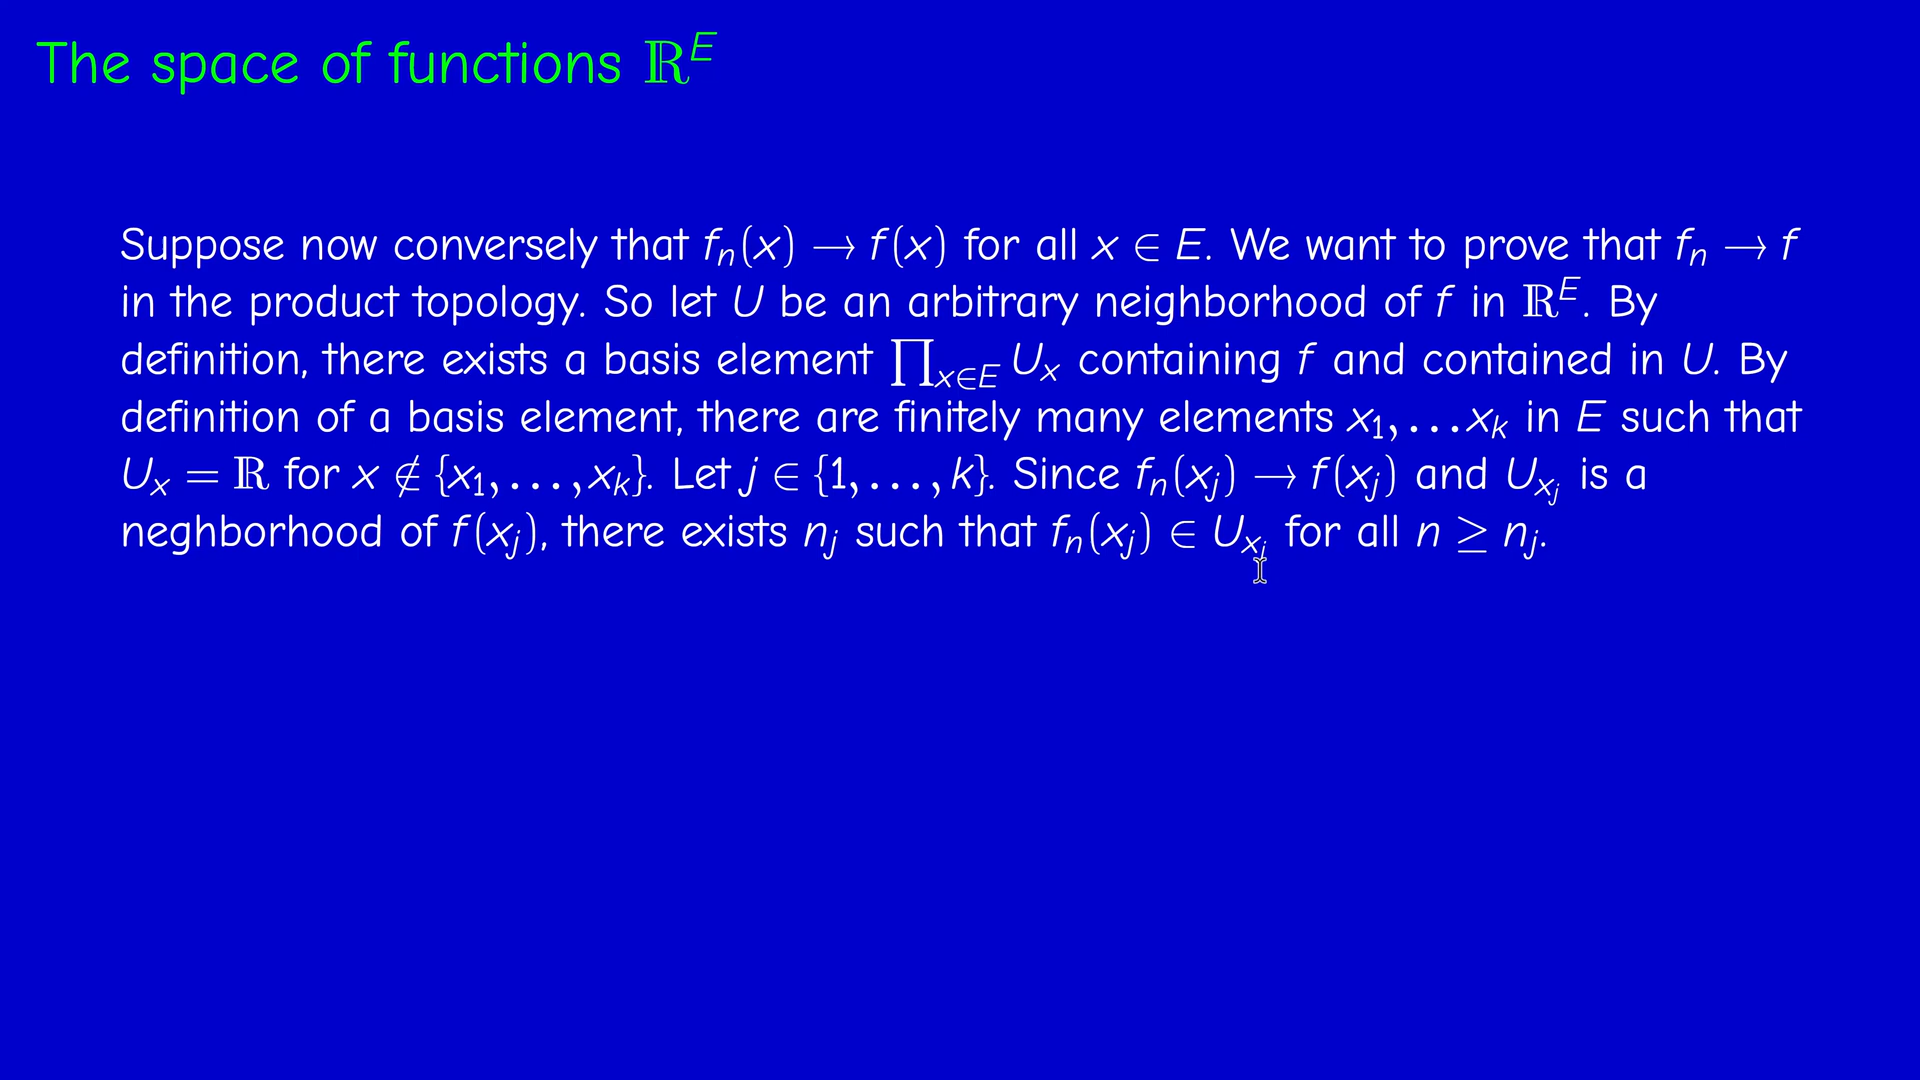 The space of functions ℝ^E
Suppose now conversely that f_n(x) → f(x) for all x ∈ E. We want to prove that f_n → f
in the product topology. So let U be an arbitrary neighborhood of f in ℝ^E. By
definition, there exists a basis element ∏_{x∈E} U_x containing f and contained in U. By
definition of a basis element, there are finitely many elements x_1, … x_k in E such that
U_x = ℝ for x ∉ {x_1, … , x_k}. Let j ∈ {1, … , k}. Since f_n(x_j) → f(x_j) and U_{x_j} is a
neghborhood of f(x_j), there exists n_j such that f_n(x_j) ∈ U_{x_j} for all n ≥ n_j.